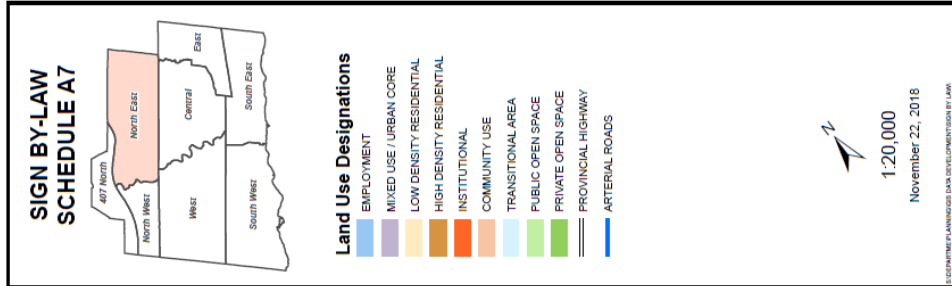 SIGN BY-LAW
SCHEDULE A7
407 North
North West
North East
East
Central
West
South East
South West
Land Use Designations
EMPLOYMENT
MIXED USE / URBAN CORE
LOW DENSITY RESIDENTIAL
HIGH DENSITY RESIDENTIAL
INSTITUTIONAL
COMMUNITY USE
TRANSITIONAL AREA
PUBLIC OPEN SPACE
PRIVATE OPEN SPACE
PROVINCIAL HIGHWAY
ARTERIAL ROADS
N
1:20,000
November 22, 2018